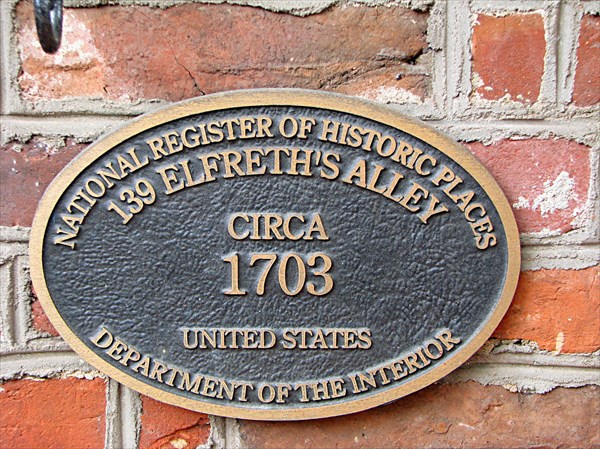 NATIONAL REGISTER OF HISTORIC PLACES
139 ELFRETH'S ALLEY
CIRCA
1703
UNITED STATES
DEPARTMENT OF THE INTERIOR